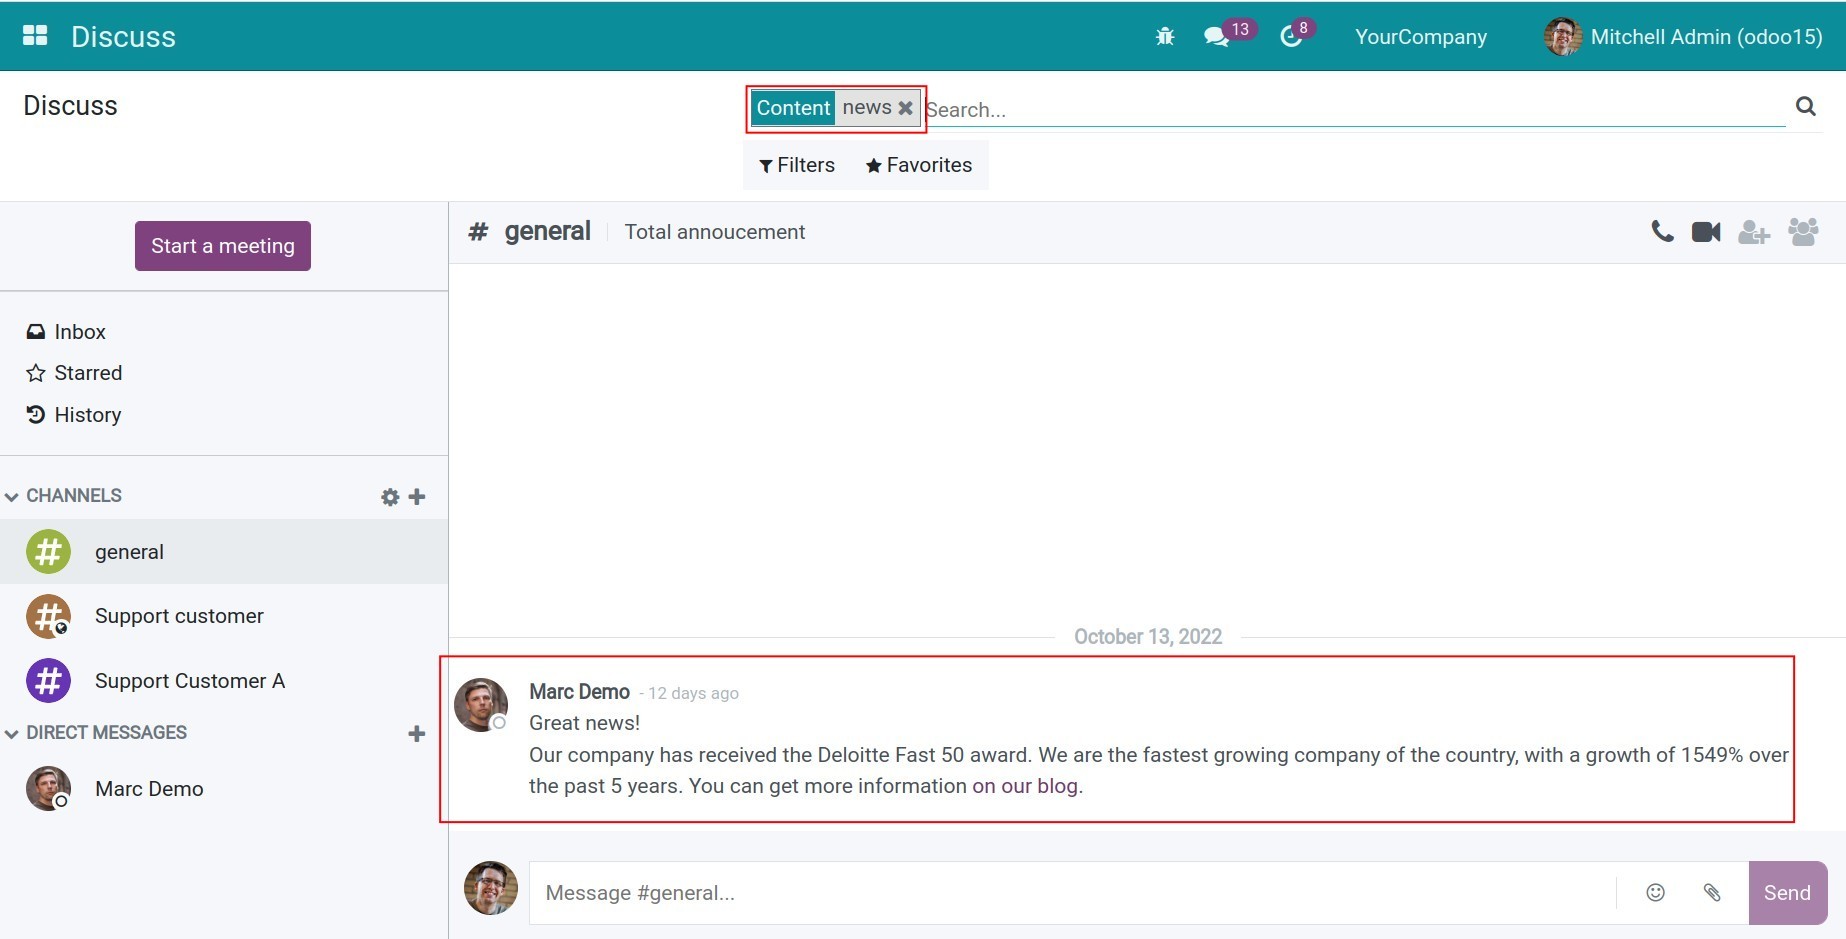 Discuss
13
8
YourCompany
Mitchell Admin (odoo15)
Discuss
Content news
Search...
Filters
Favorites
Start a meeting
# general
Total annoucement
Inbox
Starred
History
CHANNELS
general
Support customer
Support Customer A
DIRECT MESSAGES
Marc Demo
October 13, 2022
Marc Demo - 12 days ago
Great news!
Our company has received the Deloitte Fast 50 award. We are the fastest growing company of the country, with a growth of 1549% over
the past 5 years. You can get more information on our blog.
Message #general...
Send